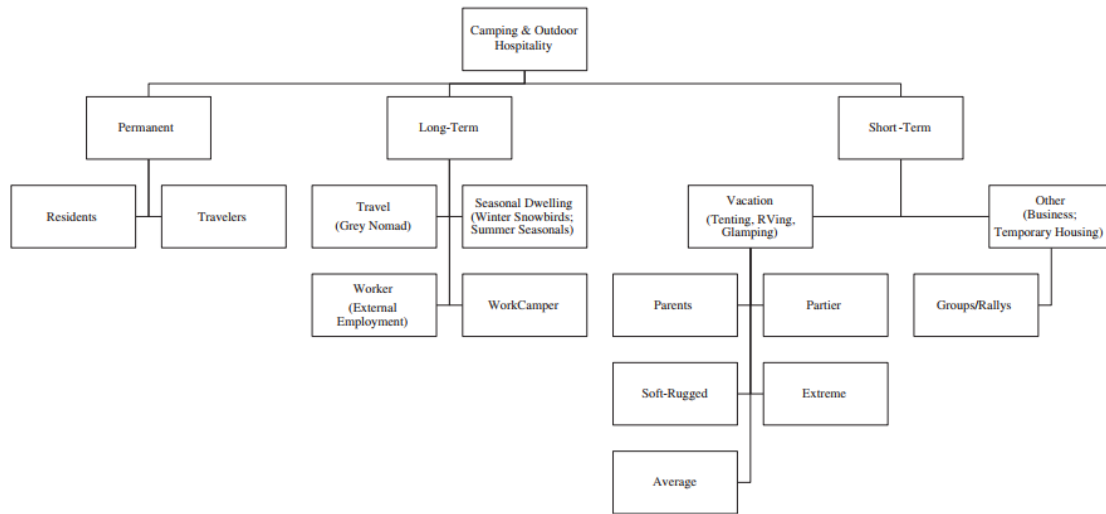 Camping & Outdoor
Hospitality
Permanent
Long-Term
Short-Term
Residents
Travelers
Travel
(Grey Nomad)
Seasonal Dwelling
(Winter Snowbirds;
Summer Seasonals)
Vacation
(Tenting, RVing,
Glamping)
Other
(Business;
Temporary Housing)
Worker
(External
Employment)
WorkCamper
Parents
Partier
Groups/Rallys
Soft-Rugged
Extreme
Average